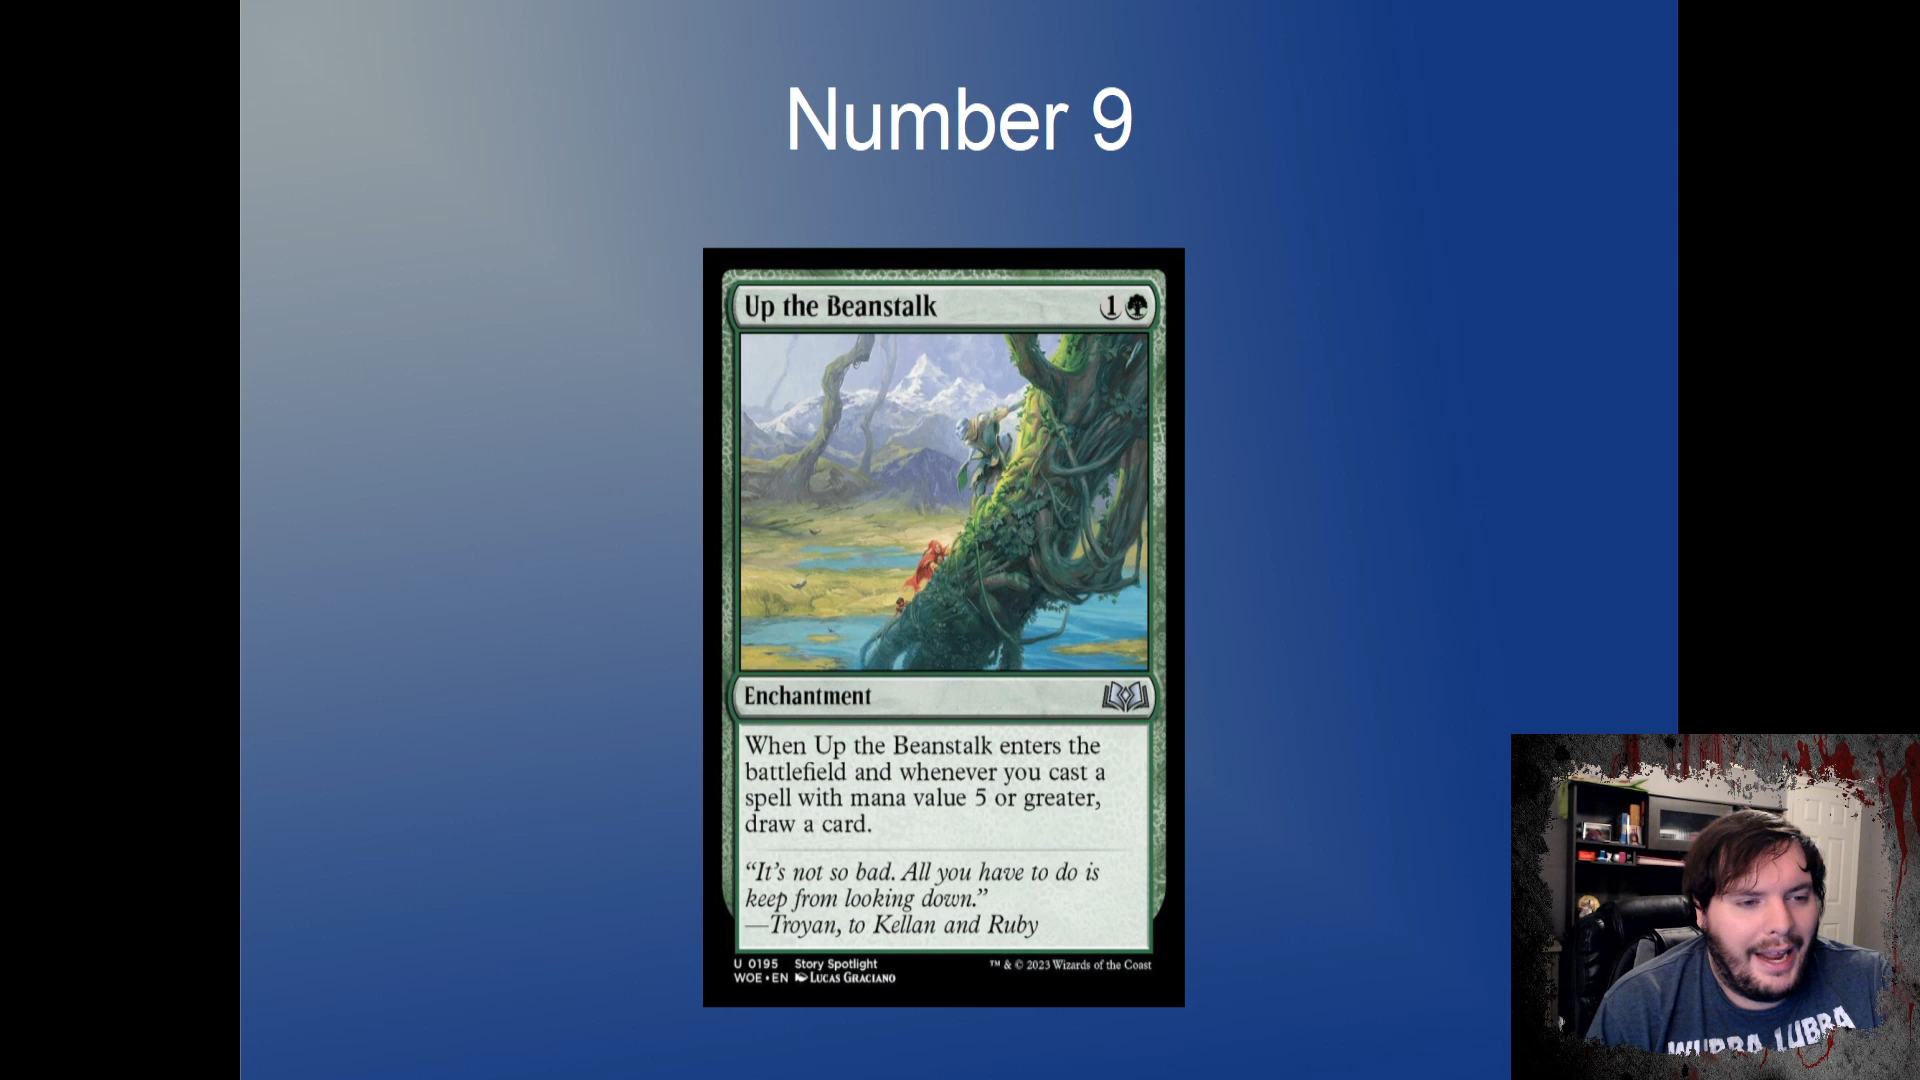 Number 9
Up the Beanstalk 1
Enchantment
When Up the Beanstalk enters the
battlefield and whenever you cast a
spell with mana value 5 or greater,
draw a card.
“It’s not so bad. All you have to do is
keep from looking down.”
—Troyan, to Kellan and Ruby
U 0195 Story Spotlight
WOE • EN LUCAS GRACIANO
™ & © 2023 Wizards of the Coast
WUBBA LUBBA